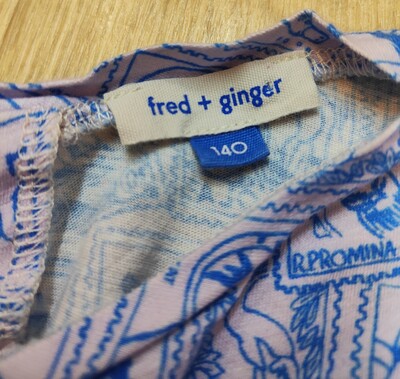 fred + ginger
140
R.PROMINA